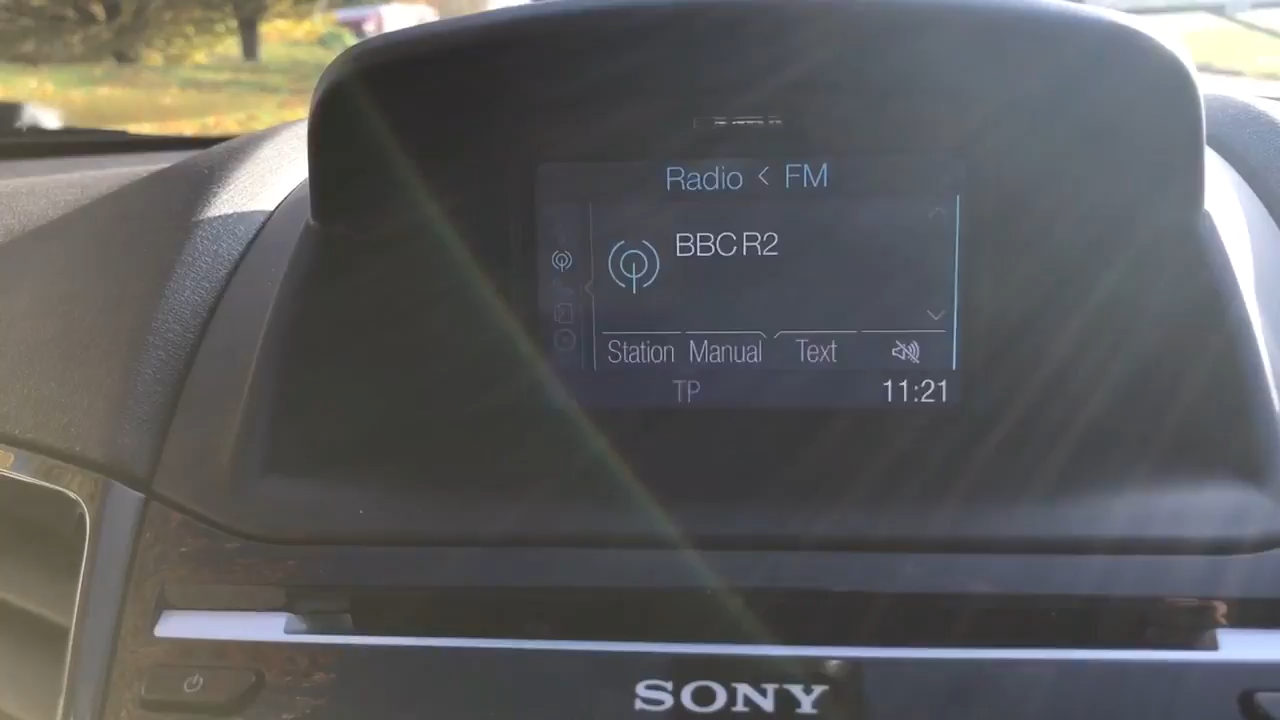 Radio < FM
BBC R2
Station Manual Text
TP 11:21
SONY